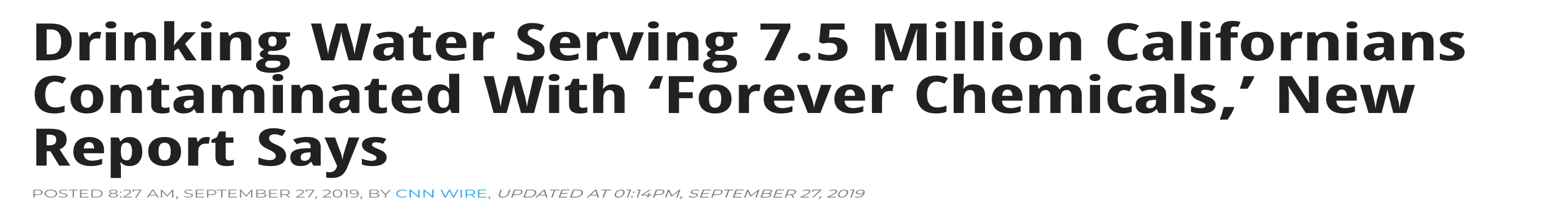 Drinking Water Serving 7.5 Million Californians
Contaminated With ‘Forever Chemicals,’ New
Report Says
POSTED 8:27 AM, SEPTEMBER 27, 2019, BY CNN WIRE, UPDATED AT 01:14PM, SEPTEMBER 27, 2019